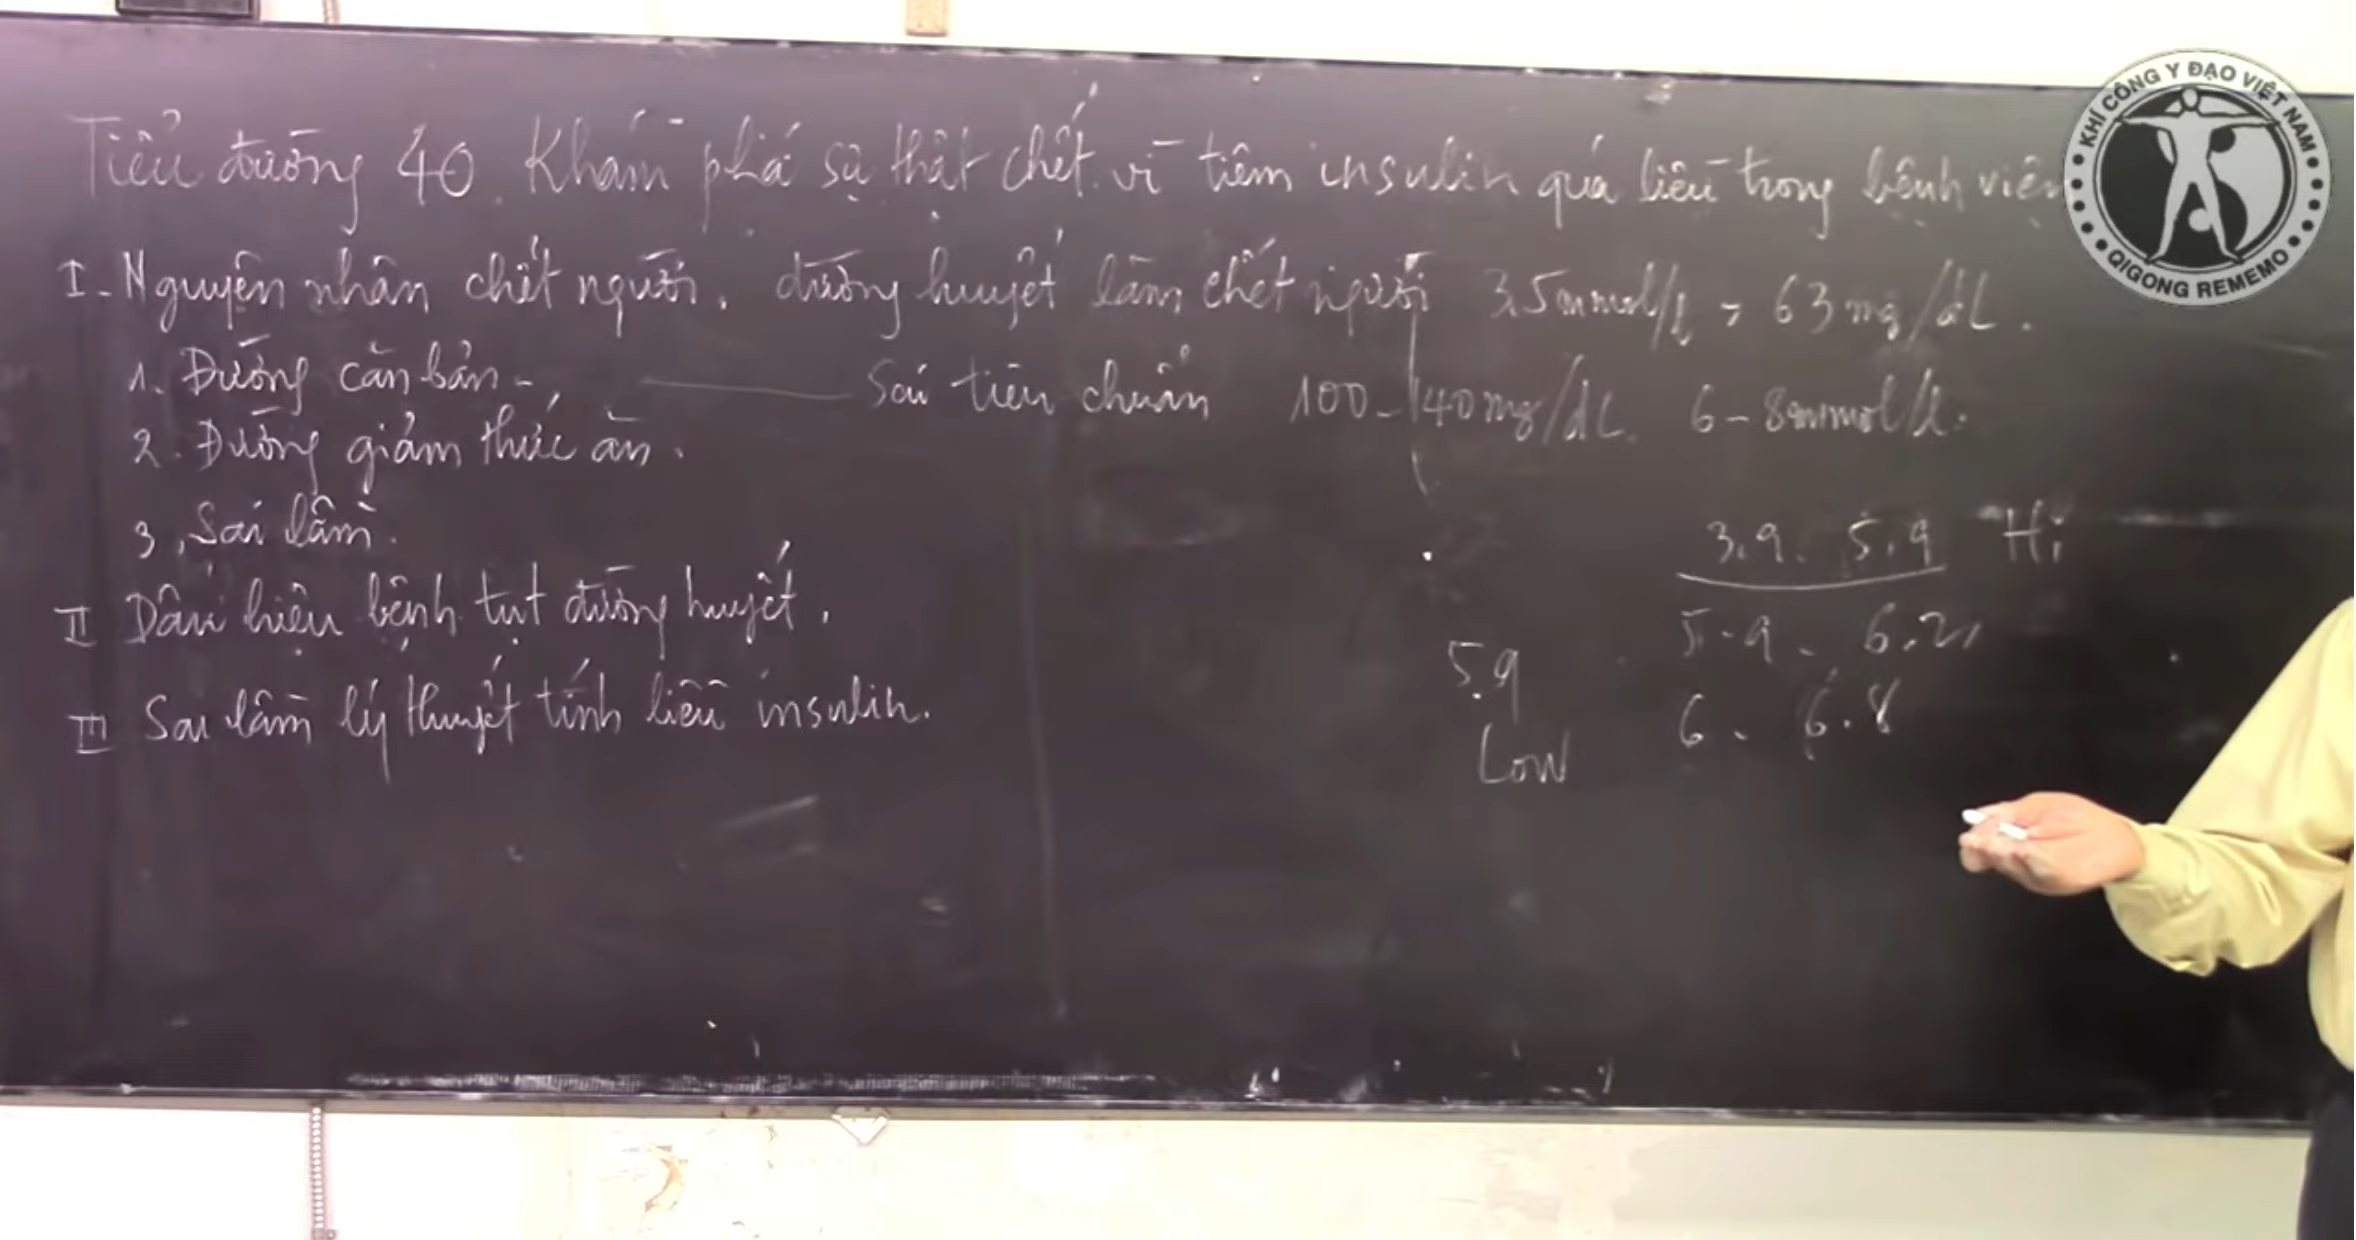 Tiểu đường 40. Khám phá sự thật chết vì tiêm insulin quá liều trong bệnh viện
I - Nguyên nhân chết người. đường huyết làm chết người 3,5mmol/l = 63mg/dL.
1. Đường căn bản - Sai tiêu chuẩn 100-140mg/dL. 6-8mmol/l.
2. Đường giảm thức ăn.
3, Sai lầm.
II Dấu hiệu bệnh tụt đường huyết.
III Sai lầm lý thuyết tính liều insulin.
3.9. 5.9 Hi
5.9 - 6.2
6 - 6.8
5.9
Low
KHÍ CÔNG Y ĐẠO VIỆT NAM
QIGONG REMEMO